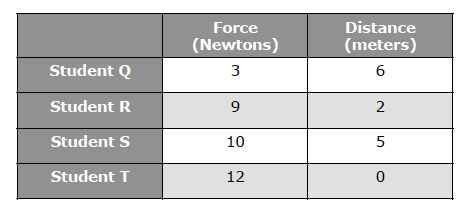 Force Distance
(Newtons) (meters)
Student Q 3 6
Student R 9 2
Student S 10 5
Student T 12 0